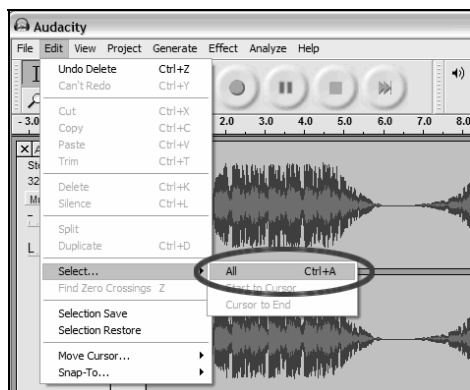 Audacity
File Edit View Project Generate Effect Analyze Help
Undo Delete Ctrl+Z
Can't Redo Ctrl+Y
Cut Ctrl+X
Copy Ctrl+C
Paste Ctrl+V
Trim Ctrl+T
Delete Ctrl+K
Silence Ctrl+L
Split
Duplicate Ctrl+D
Select...
Find Zero Crossings Z
Selection Save
Selection Restore
Move Cursor...
Snap-To...
All Ctrl+A
Start to Cursor
Cursor to End
- 3.0 2.0 3.0 4.0 5.0 6.0 7.0 8.0
X
32
L